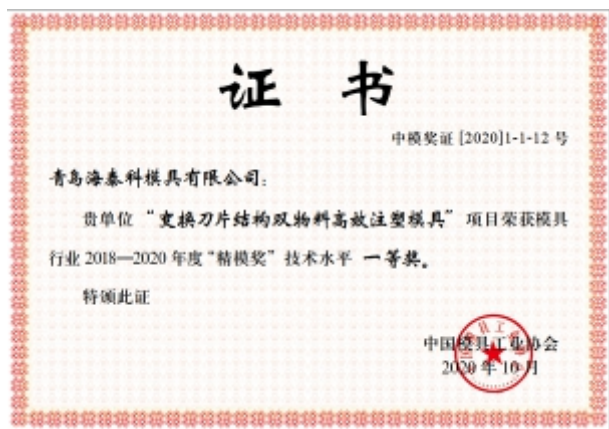 证 书
中模奖证 [2020]1-1-12 号
青岛海泰科模具有限公司:
贵单位“变换刀片结构双物料高效注塑模具”项目荣获模具
行业 2018—2020 年度“精模奖”技术水平 一等奖。
特颁此证
中国模具工业协会
2020 年 10 月